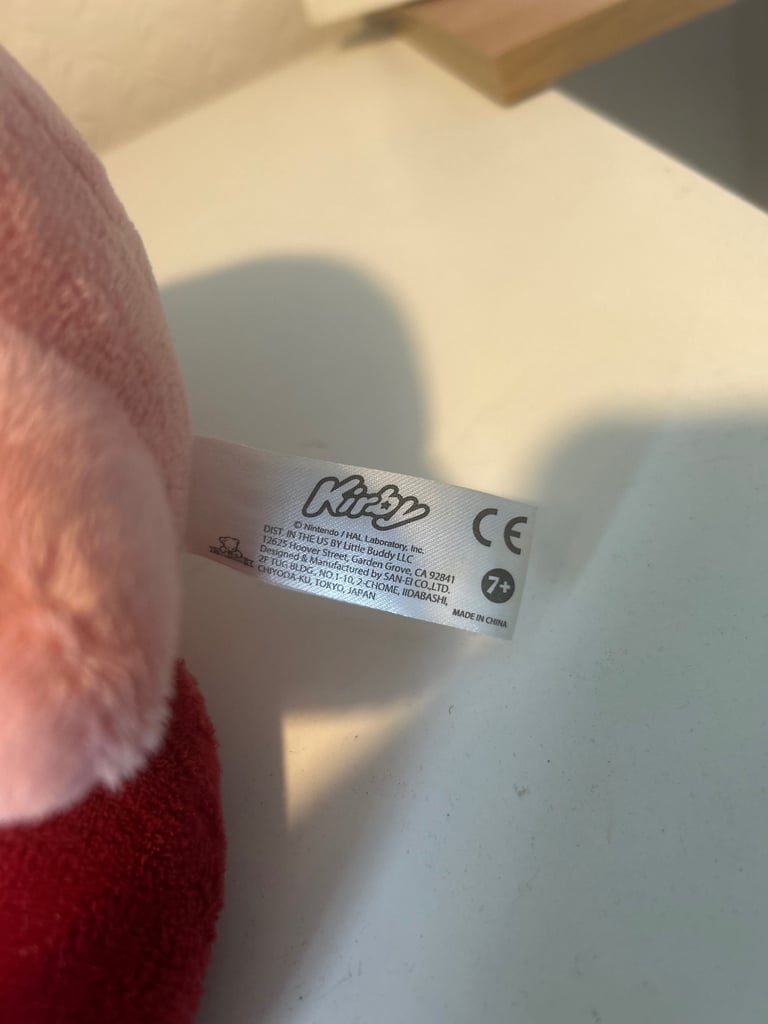 Kirby
© Nintendo / HAL Laboratory, Inc.
DIST. IN THE US BY Little Buddy LLC
12625 Hoover Street, Garden Grove, CA 92841
Designed & Manufactured by SAN-EI CO.,LTD.
2F TUG BLDG., NO.1-10, 2-CHOME, IIDABASHI,
CHIYODA-KU, TOKYO, JAPAN
CE
7+
MADE IN CHINA